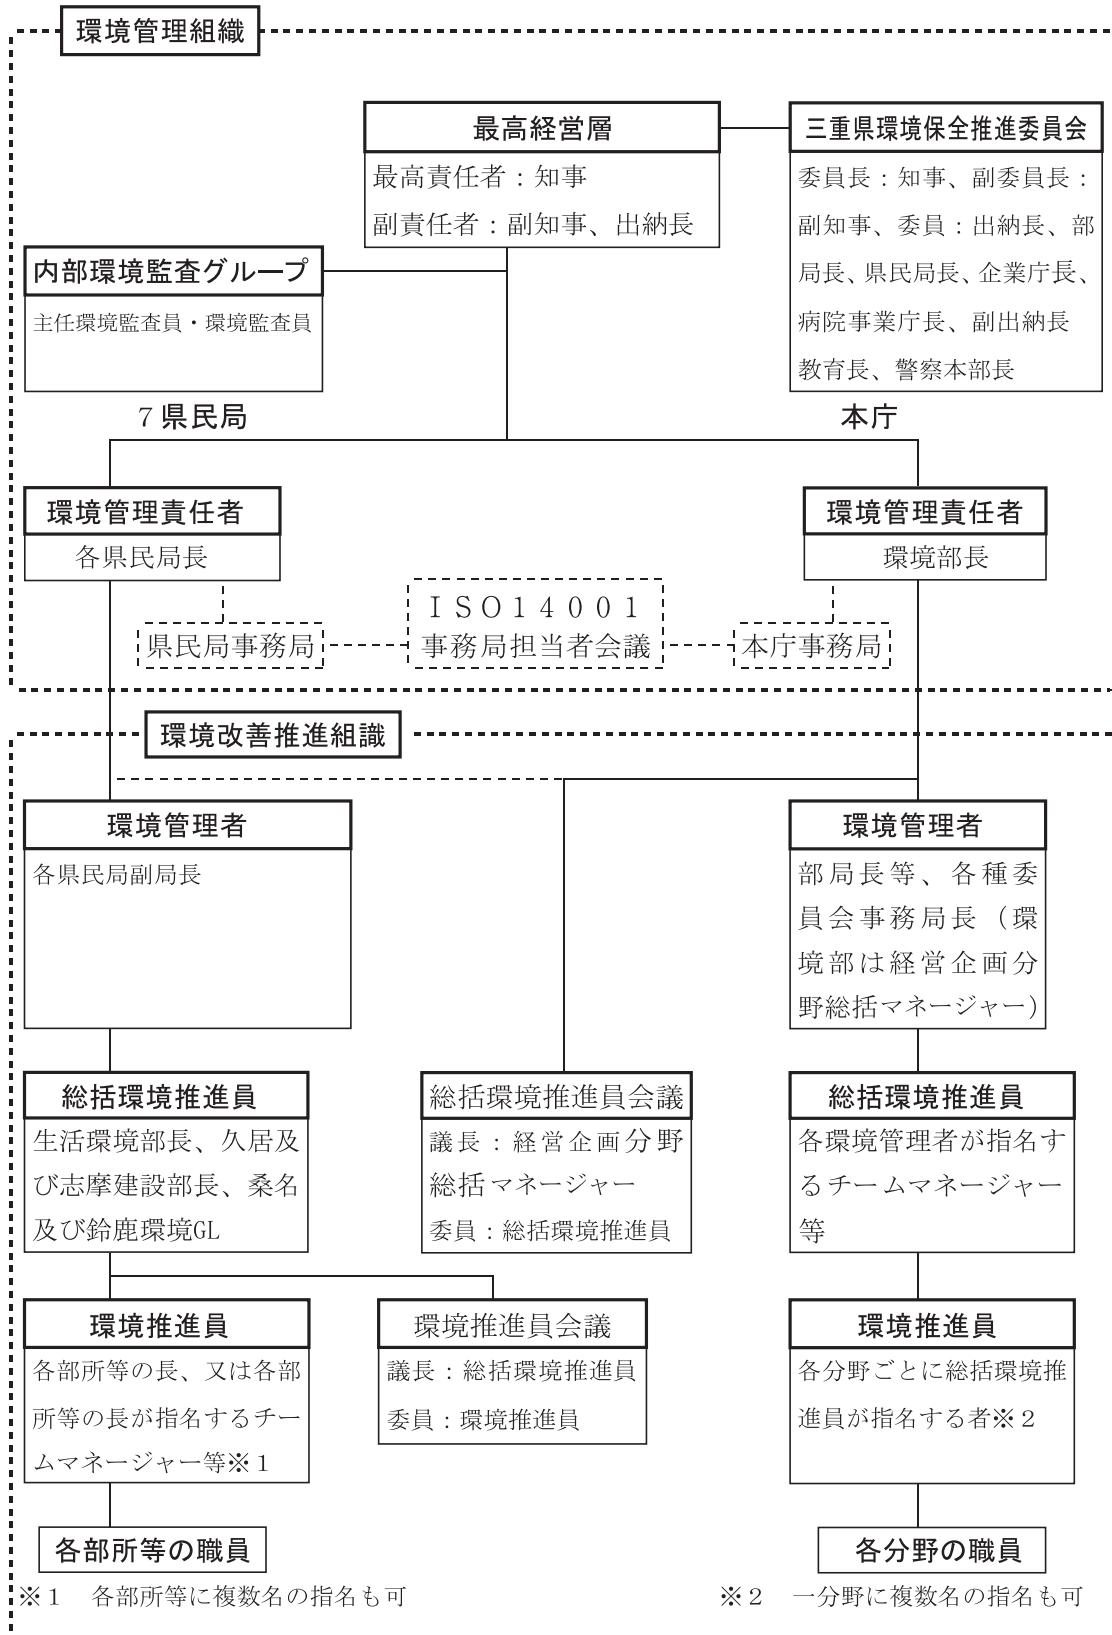 環境管理組織
最高経営層
最高責任者：知事
副責任者：副知事、出納長
三重県環境保全推進委員会
委員長：知事、副委員長：
副知事、委員：出納長、部
局長、県民局長、企業庁長、
病院事業庁長、副出納長
教育長、警察本部長
内部環境監査グループ
主任環境監査員・環境監査員
７県民局
本庁
環境管理責任者
各県民局長
環境管理責任者
環境部長
県民局事務局
ＩＳＯ１４００１
事務局担当者会議
本庁事務局
環境改善推進組識
環境管理者
各県民局副局長
環境管理者
部局長等、各種委
員会事務局長（環
境部は経営企画分
野総括マネージャー）
総括環境推進員
生活環境部長、久居及
び志摩建設部長、桑名
及び鈴鹿環境GL
総括環境推進員会議
議長：経営企画分野
総括マネージャー
委員：総括環境推進員
総括環境推進員
各環境管理者が指名す
るチームマネージャー
等
環境推進員
各部所等の長、又は各部
所等の長が指名するチー
ムマネージャー等※１
環境推進員会議
議長：総括環境推進員
委員：環境推進員
環境推進員
各分野ごとに総括環境推
進員が指名する者※２
各部所等の職員
各分野の職員
※１　各部所等に複数名の指名も可
※２　一分野に複数名の指名も可